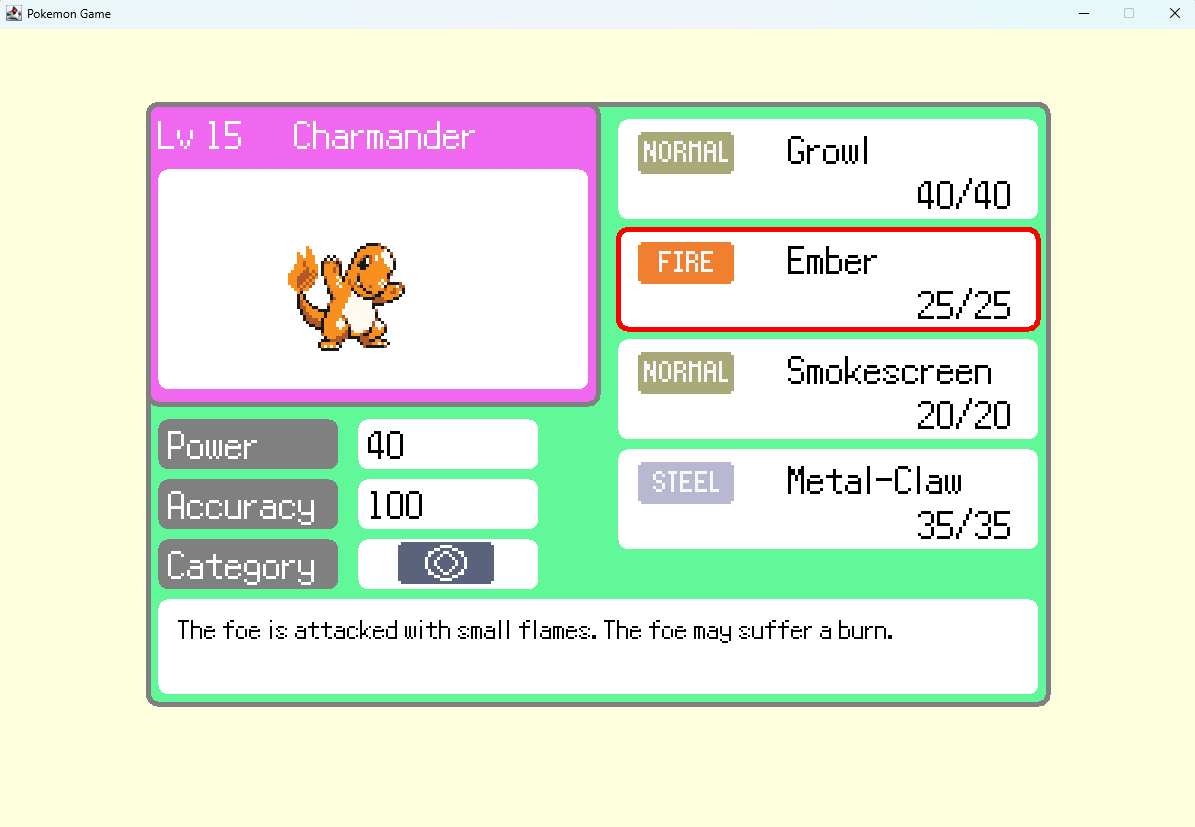 Pokemon Game
Lv 15 Charmander
NORMAL Growl
40/40
FIRE Ember
25/25
NORMAL Smokescreen
20/20
STEEL Metal-Claw
35/35
Power 40
Accuracy 100
Category
The foe is attacked with small flames. The foe may suffer a burn.